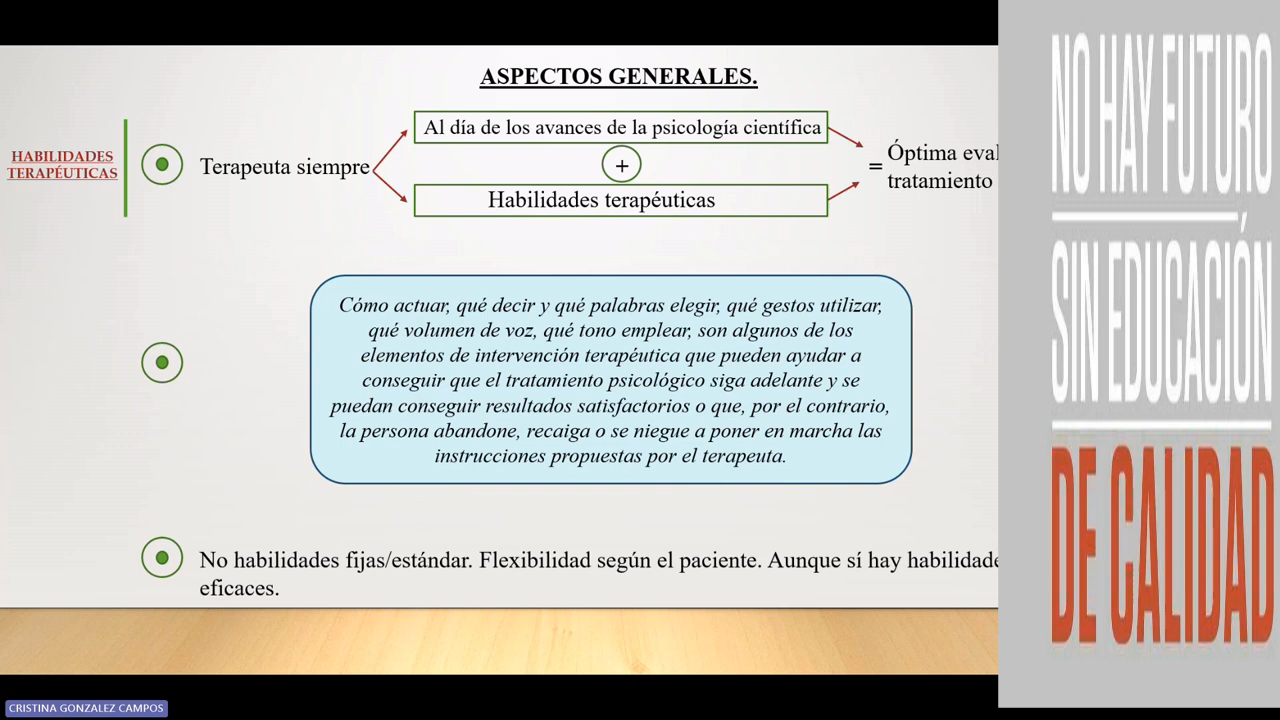 ASPECTOS GENERALES.
HABILIDADES
TERAPÉUTICAS
Terapeuta siempre
Al día de los avances de la psicología científica
+
Habilidades terapéuticas
= Óptima eval
tratamiento
Cómo actuar, qué decir y qué palabras elegir, qué gestos utilizar,
qué volumen de voz, qué tono emplear, son algunos de los
elementos de intervención terapéutica que pueden ayudar a
conseguir que el tratamiento psicológico siga adelante y se
puedan conseguir resultados satisfactorios o que, por el contrario,
la persona abandone, recaiga o se niegue a poner en marcha las
instrucciones propuestas por el terapeuta.
No habilidades fijas/estándar. Flexibilidad según el paciente. Aunque sí hay habilidade
eficaces.
NO HAY FUTURO
SIN EDUCACIÓN
DE CALIDAD
CRISTINA GONZALEZ CAMPOS